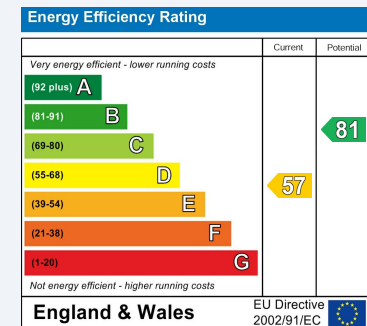 Energy Efficiency Rating
Current Potential
Very energy efficient - lower running costs
(92 plus) A
(81-91) B
(69-80) C
(55-68) D
(39-54) E
(21-38) F
(1-20) G
57
81
Not energy efficient - higher running costs
England & Wales
EU Directive
2002/91/EC